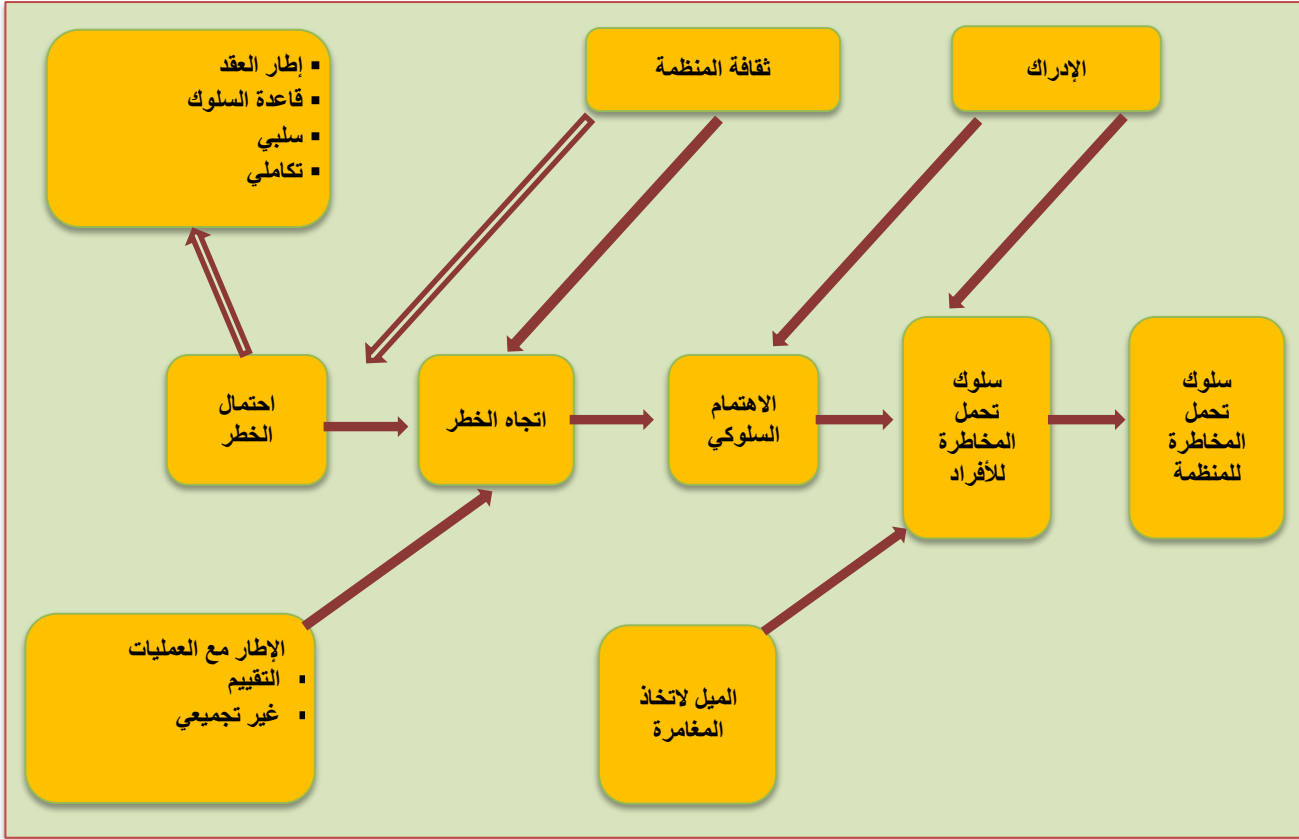 الإدراك
ثقافة المنظمة
▪ إطار العقد
▪ قاعدة السلوك
▪ سلبي
▪ تكاملي
احتمال
الخطر
اتجاه الخطر
الاهتمام
السلوكي
سلوك
تحمل
المخاطرة
للأفراد
سلوك
تحمل
المخاطرة
للمنظمة
الإطار مع العمليات
▪ التقييم
▪ غير تجميعي
الميل لاتخاذ
المغامرة